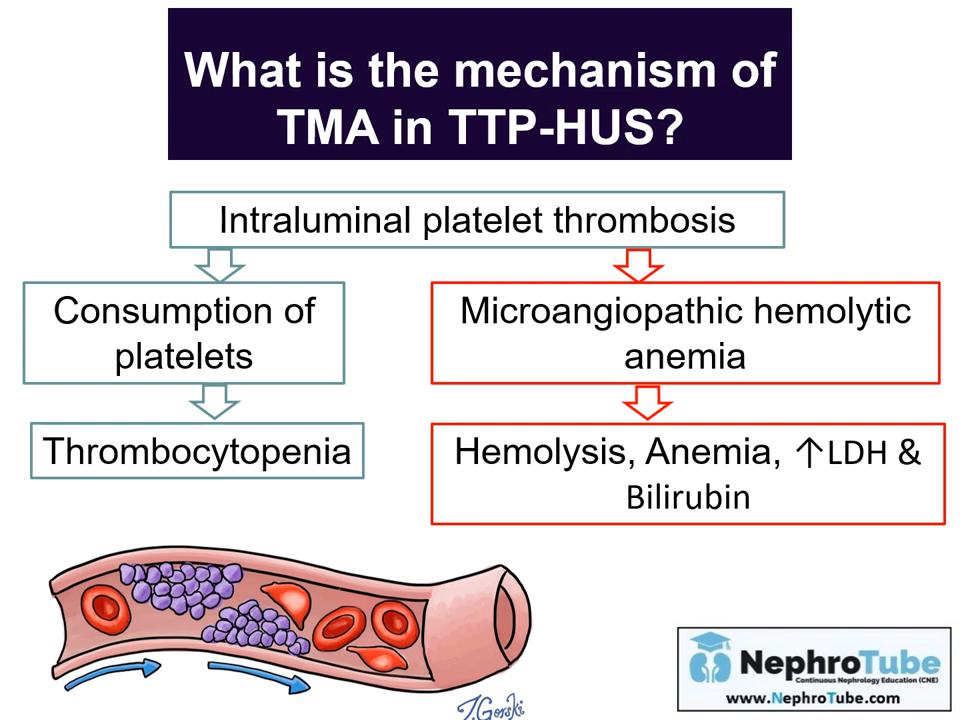 What is the mechanism of
TMA in TTP-HUS?
Intraluminal platelet thrombosis
Consumption of
platelets
Microangiopathic hemolytic
anemia
Thrombocytopenia
Hemolysis, Anemia, ↑LDH &
Bilirubin
J.Gorski
NephroTube
Continuous Nephrology Education (CNE)
www.NephroTube.com